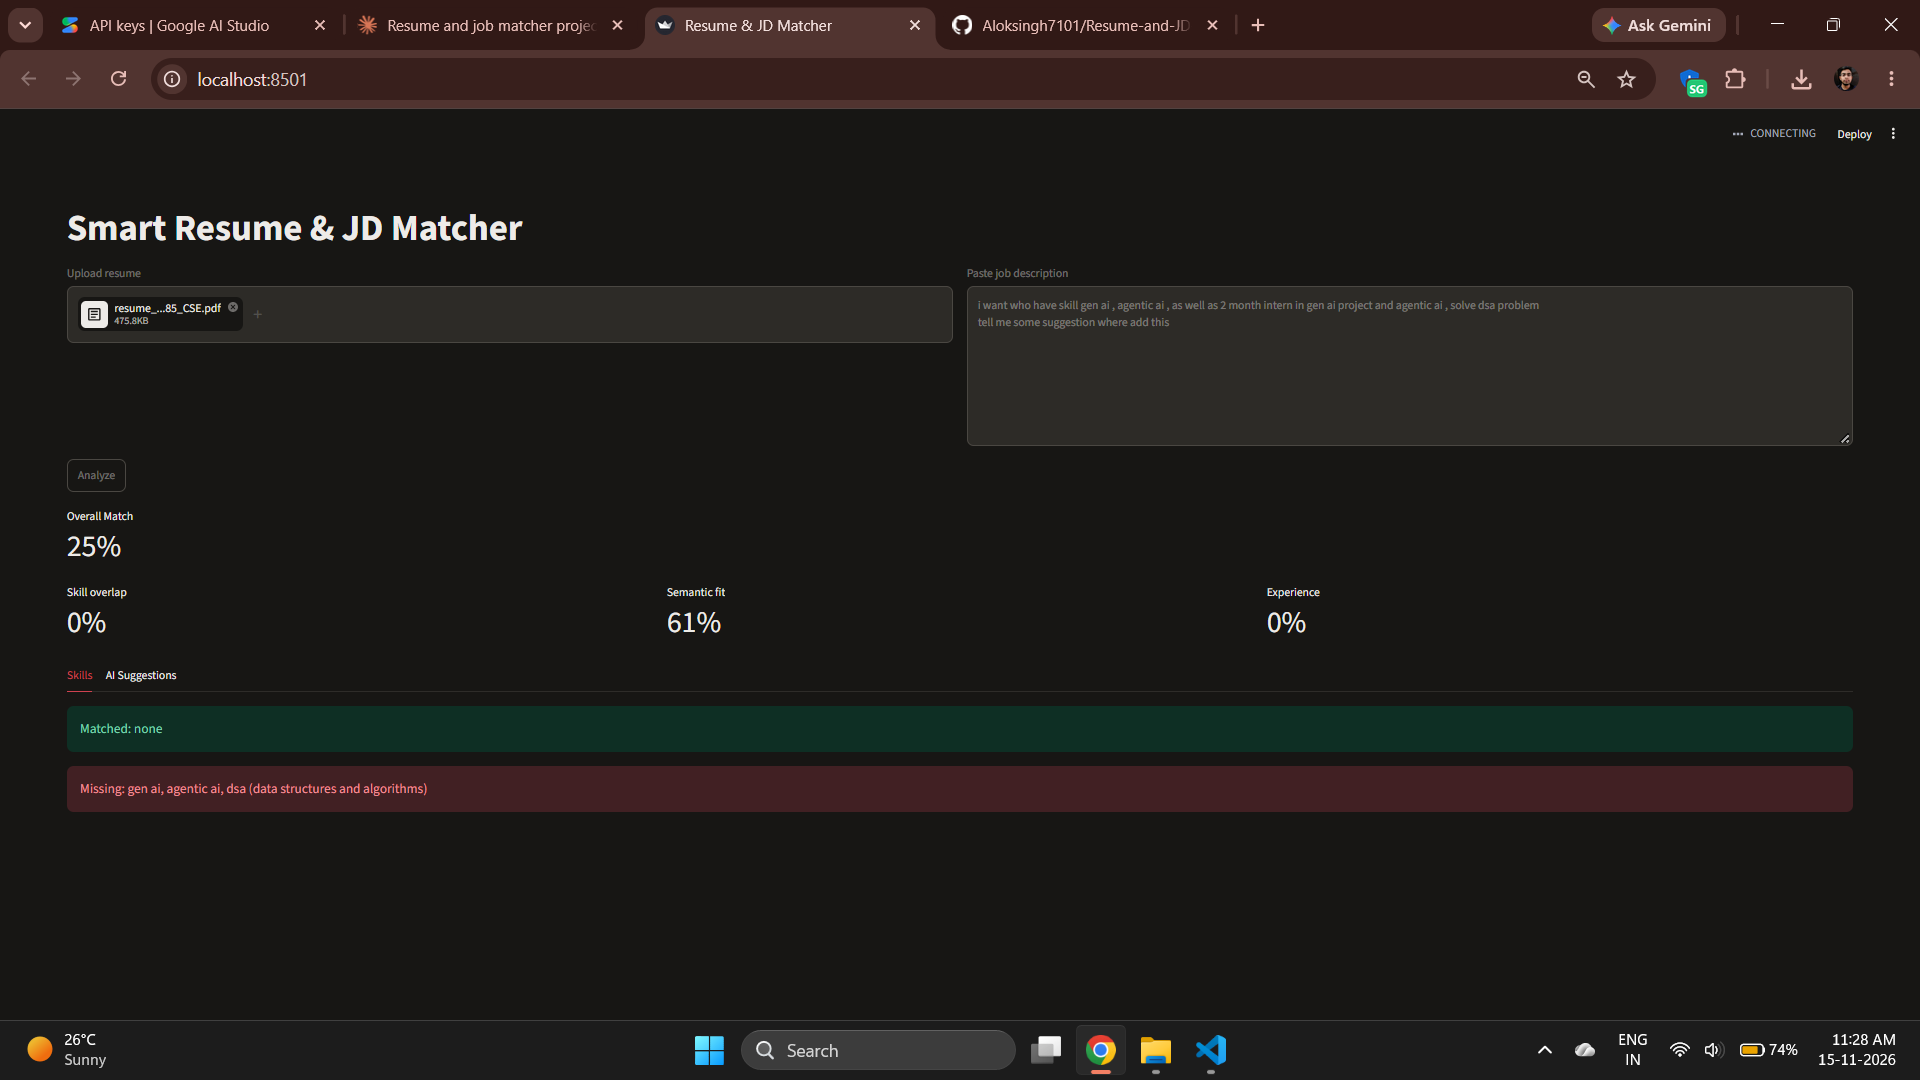 API keys | Google AI Studio
Resume and job matcher projec
Resume & JD Matcher
Aloksingh7101/Resume-and-JD
Ask Gemini
localhost:8501
SG
CONNECTING
Deploy
Smart Resume & JD Matcher
Upload resume
Paste job description
resume_...85_CSE.pdf
475.8KB
i want who have skill gen ai , agentic ai , as well as 2 month intern in gen ai project and agentic ai , solve dsa problem
tell me some suggestion where add this
Analyze
Overall Match
25%
Skill overlap
Semantic fit
Experience
0%
61%
0%
Skills
AI Suggestions
Matched: none
Missing: gen ai, agentic ai, dsa (data structures and algorithms)
26°C
Sunny
Search
ENG
IN
74%
11:28 AM
15-11-2026